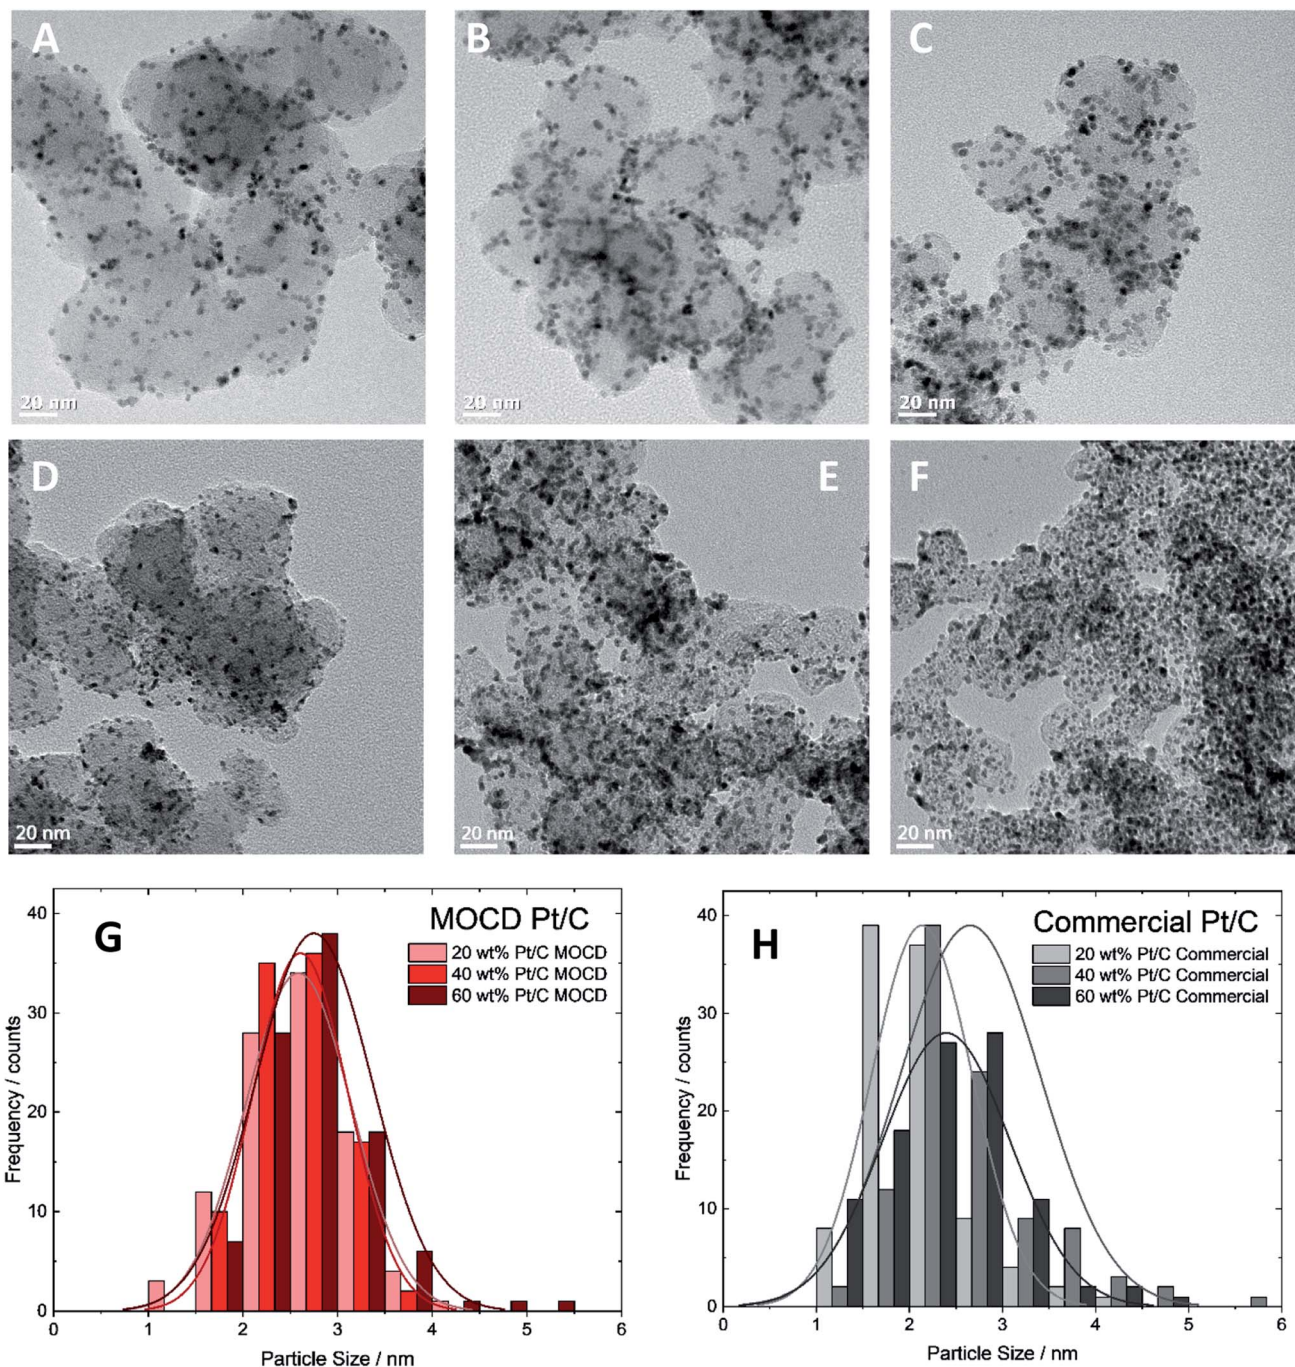 A
B
C
20 nm
20 nm
20 nm
D
E
F
20 nm
20 nm
20 nm
G
MOCD Pt/C
20 wt% Pt/C MOCD
40 wt% Pt/C MOCD
60 wt% Pt/C MOCD
Frequency / counts
40
30
20
10
0
0
1
2
3
4
5
6
Particle Size / nm
H
Commercial Pt/C
20 wt% Pt/C Commercial
40 wt% Pt/C Commercial
60 wt% Pt/C Commercial
Frequency / counts
40
30
20
10
0
0
1
2
3
4
5
6
Particle Size / nm